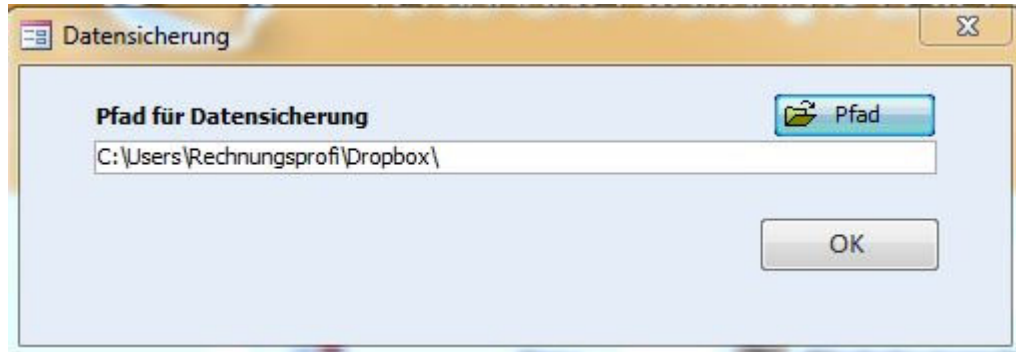 Datensicherung
Pfad für Datensicherung
Pfad
C:\Users\Rechnungsprofi\Dropbox\
OK